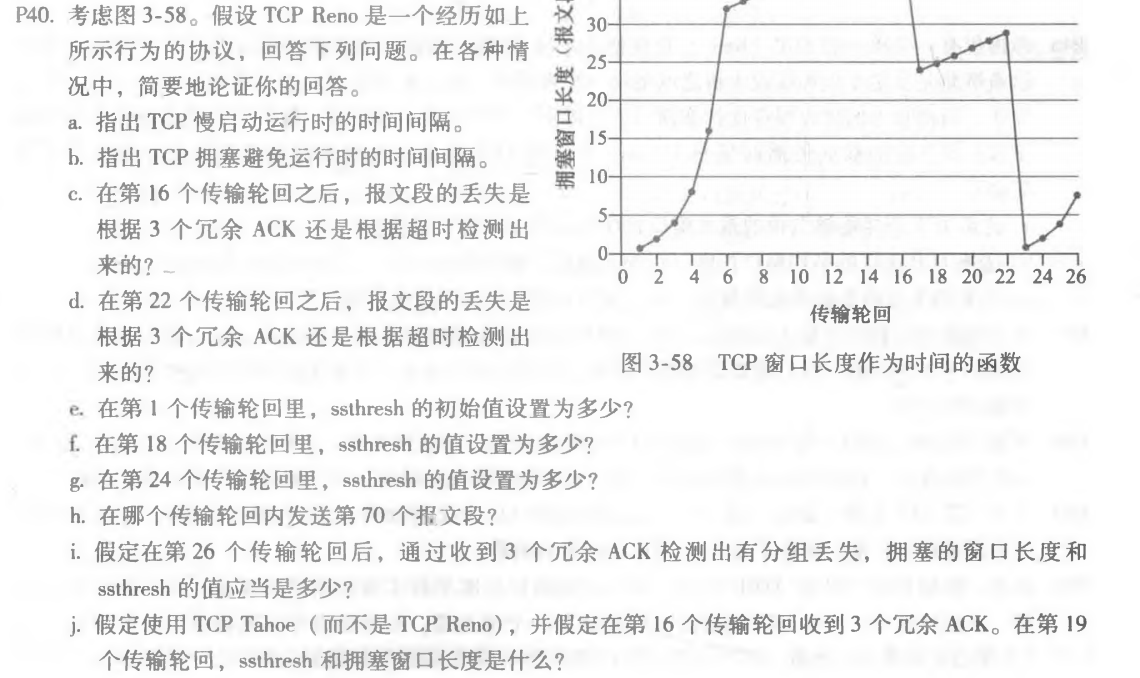 P40. 考虑图 3-58。假设 TCP Reno 是一个经历如上
所示行为的协议，回答下列问题。在各种情
况中，简要地论证你的回答。
a. 指出 TCP 慢启动运行时的时间间隔。
b. 指出 TCP 拥塞避免运行时的时间间隔。
c. 在第 16 个传输轮回之后，报文段的丢失是
根据 3 个冗余 ACK 还是根据超时检测出
来的？
d. 在第 22 个传输轮回之后，报文段的丢失是
根据 3 个冗余 ACK 还是根据超时检测出
来的？
拥塞窗口长度（报文段
30
25
20
15
10
5
0
0 2 4 6 8 10 12 14 16 18 20 22 24 26
传输轮回
图 3-58 TCP 窗口长度作为时间的函数
e. 在第 1 个传输轮回里，ssthresh 的初始值设置为多少？
f. 在第 18 个传输轮回里，ssthresh 的值设置为多少？
g. 在第 24 个传输轮回里，ssthresh 的值设置为多少？
h. 在哪个传输轮回内发送第 70 个报文段？
i. 假定在第 26 个传输轮回后，通过收到 3 个冗余 ACK 检测出有分组丢失，拥塞的窗口长度和
ssthresh 的值应当是多少？
j. 假定使用 TCP Tahoe（而不是 TCP Reno），并假定在第 16 个传输轮回收到 3 个冗余 ACK。在第 19
个传输轮回，ssthresh 和拥塞窗口长度是什么？